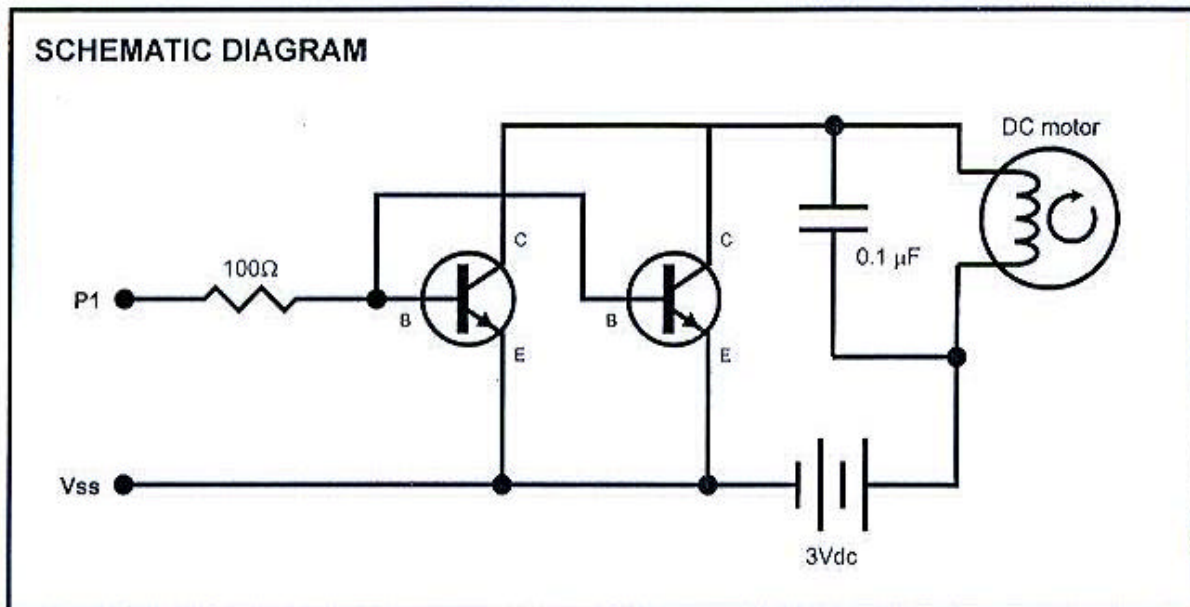 SCHEMATIC DIAGRAM
DC motor
C
C
0.1 μF
100Ω
P1
B
B
E
E
Vss
3Vdc